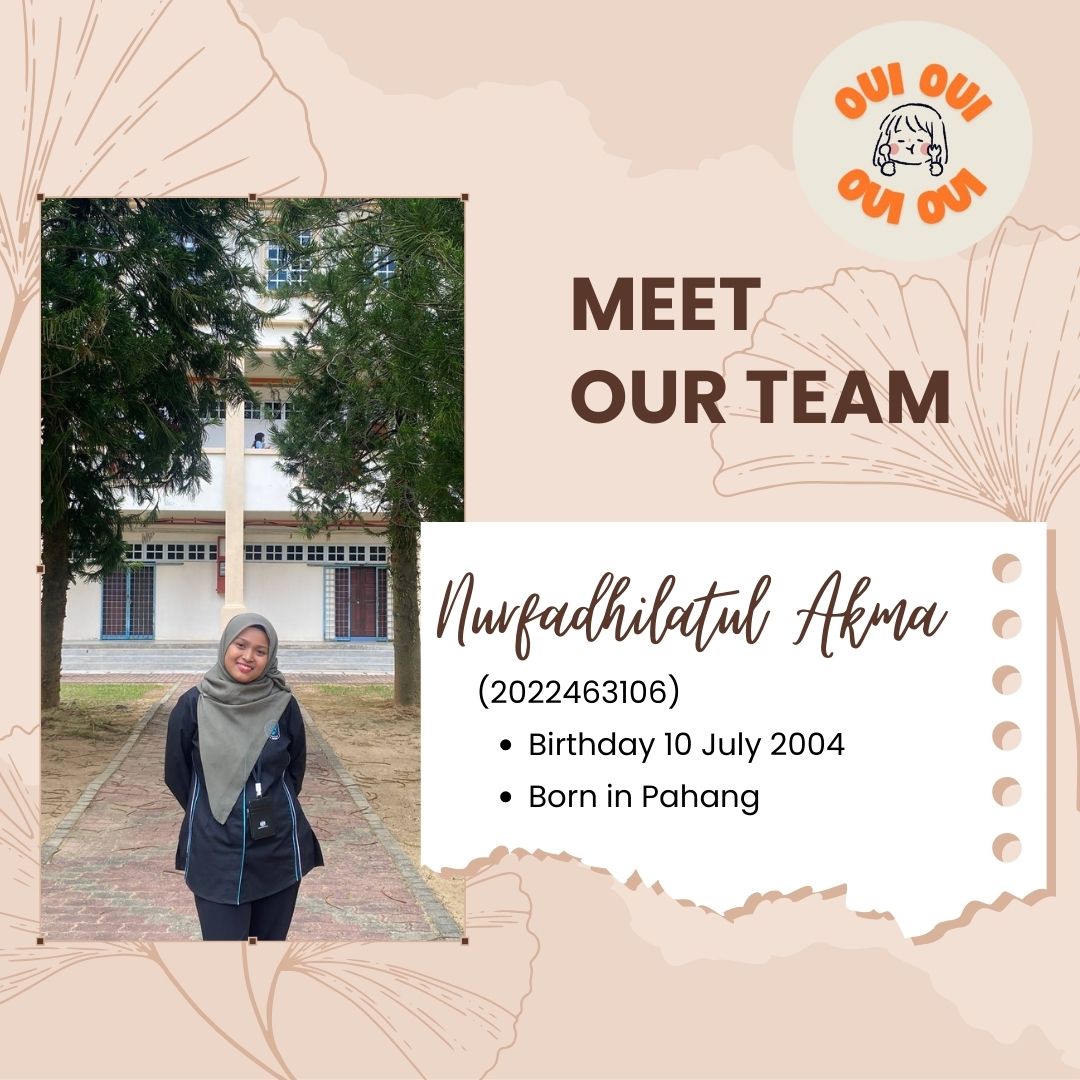 OUI OUI
OUI OUI
MEET
OUR TEAM
Nurfadhilatul Akma
(2022463106)
• Birthday 10 July 2004
• Born in Pahang